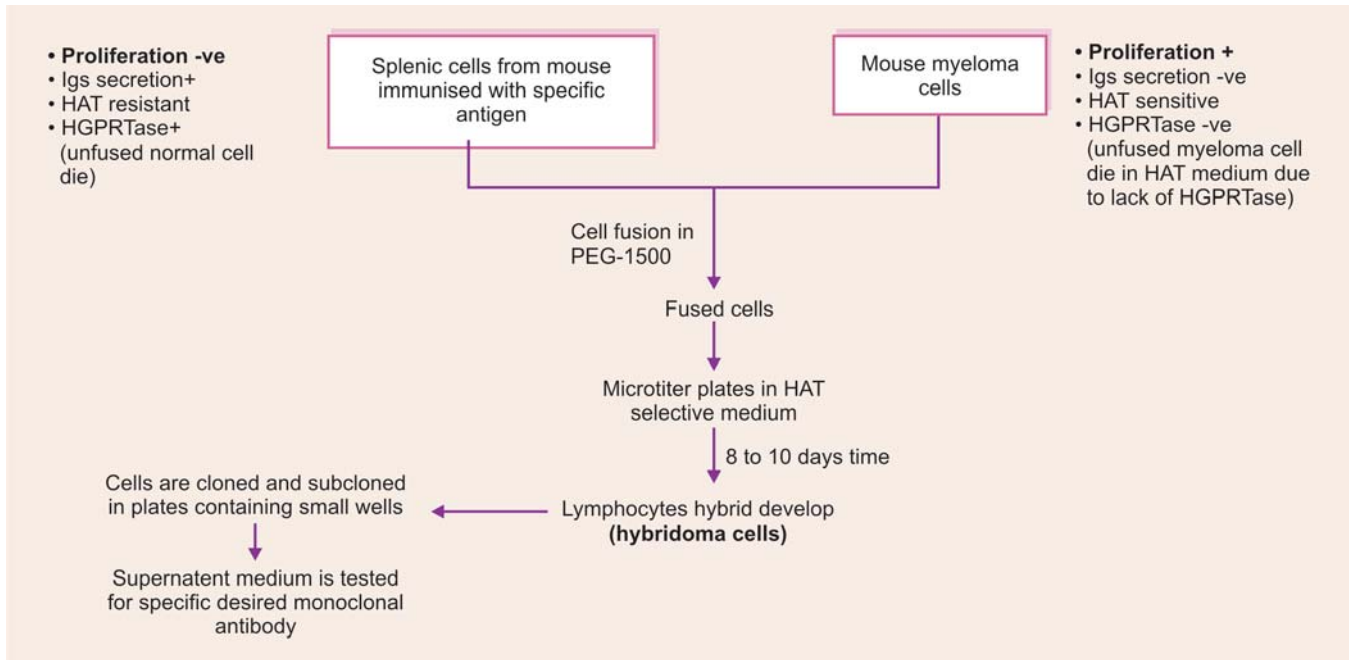 • Proliferation -ve
• Igs secretion+
• HAT resistant
• HGPRTase+
(unfused normal cell
die)
Splenic cells from mouse
immunised with specific
antigen
Mouse myeloma
cells
• Proliferation +
• Igs secretion -ve
• HAT sensitive
• HGPRTase -ve
(unfused myeloma cell
die in HAT medium due
to lack of HGPRTase)
Cell fusion in
PEG-1500
Fused cells
Microtiter plates in HAT
selective medium
8 to 10 days time
Lymphocytes hybrid develop
(hybridoma cells)
Cells are cloned and subcloned
in plates containing small wells
Supernatent medium is tested
for specific desired monoclonal
antibody